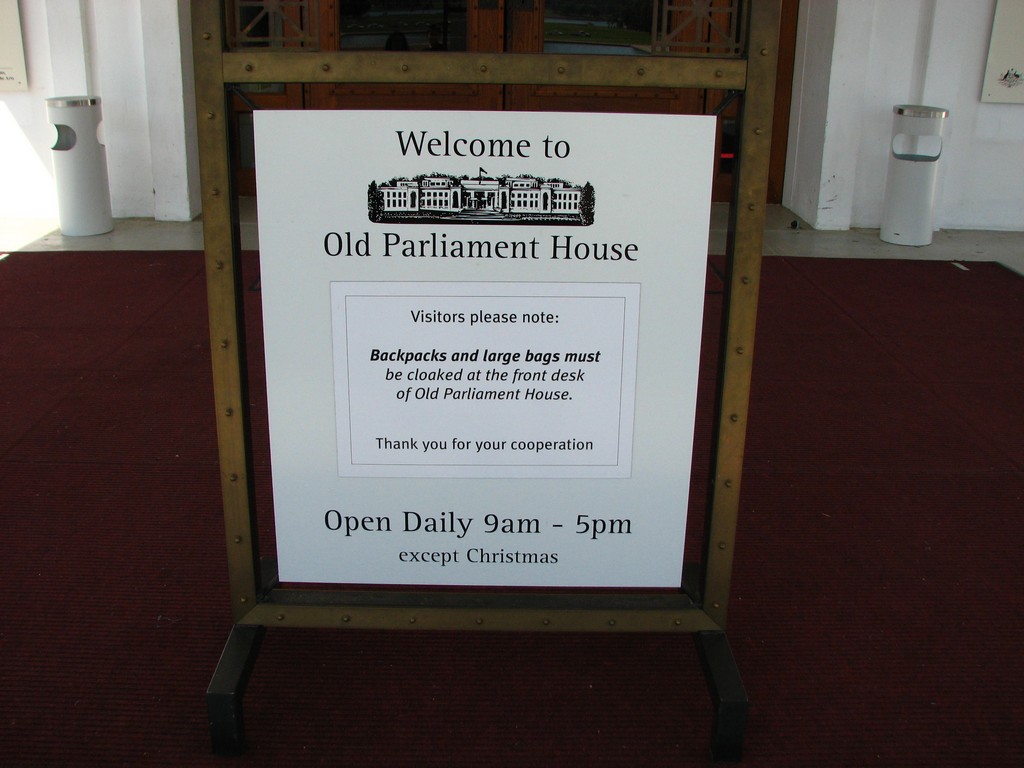 Welcome to
Old Parliament House
Visitors please note:
Backpacks and large bags must
be cloaked at the front desk
of Old Parliament House.
Thank you for your cooperation
Open Daily 9am - 5pm
except Christmas